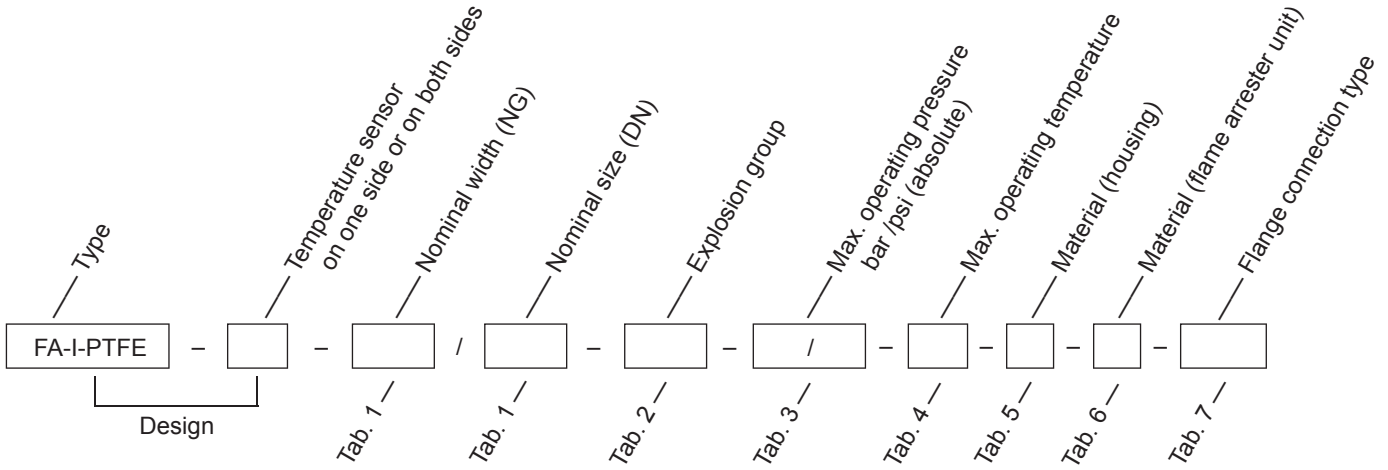 Type
Temperature sensor
on one side or on both sides
Nominal width (NG)
Nominal size (DN)
Explosion group
Max. operating pressure
bar /psi (absolute)
Max. operating temperature
Material (housing)
Material (flame arrester unit)
Flange connection type
FA-I-PTFE – – / – – / – – – –
Design
Tab. 1
Tab. 1
Tab. 2
Tab. 3
Tab. 4
Tab. 5
Tab. 6
Tab. 7